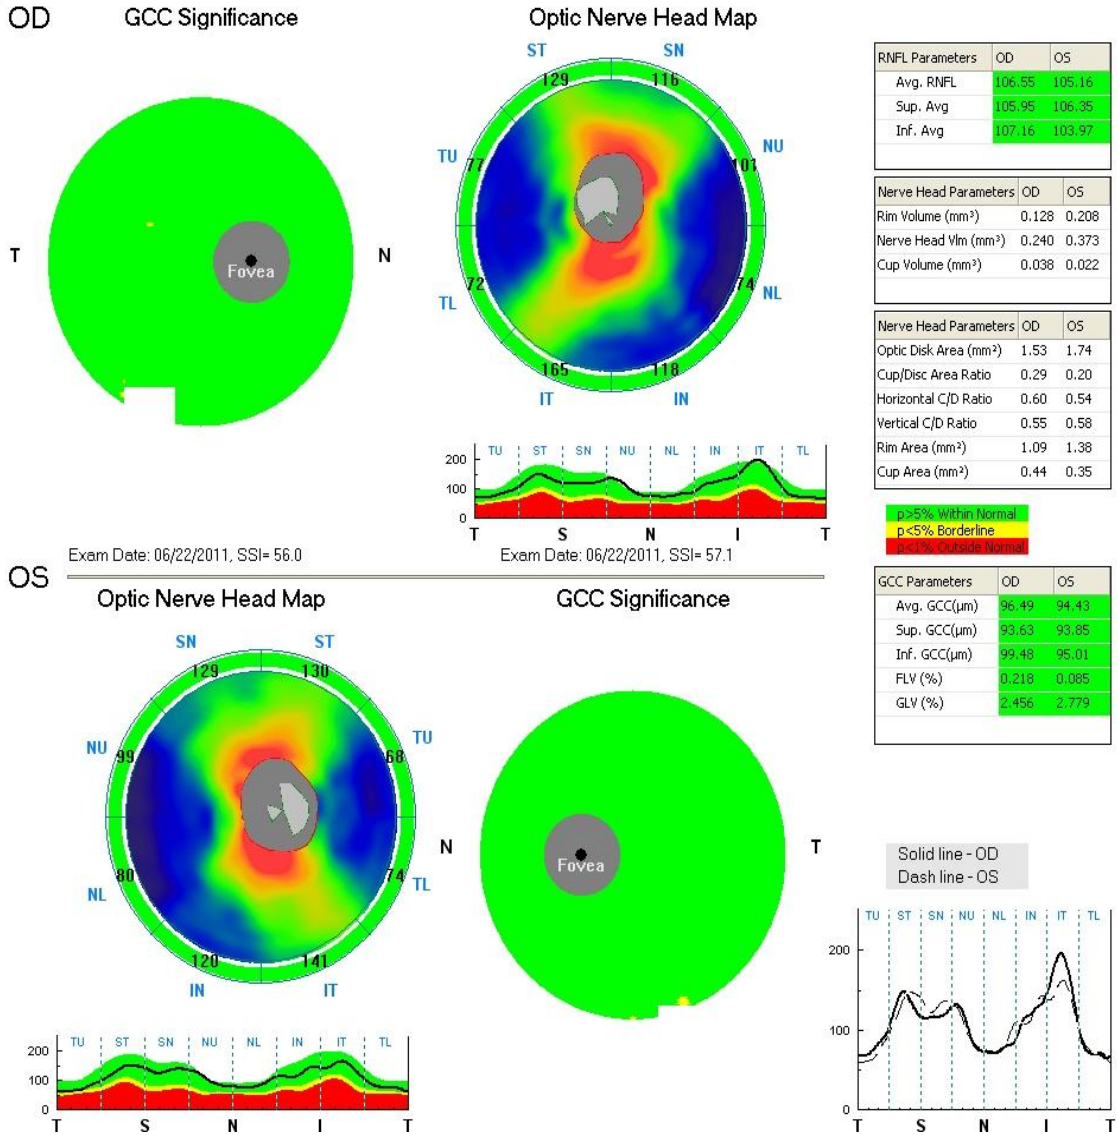 OD
GCC Significance
Optic Nerve Head Map
T
Fovea
N
ST
SN
129
116
TU
NU
77
101
72
74
TL
NL
165
118
IT
IN
TU ST SN NU NL IN IT TL
200
100
0
T S N I T
Exam Date: 06/22/2011, SSI= 56.0
Exam Date: 06/22/2011, SSI= 57.1
RNFL Parameters OD OS
Avg. RNFL 106.55 105.16
Sup. Avg 105.95 106.35
Inf. Avg 107.16 103.97
Nerve Head Parameters OD OS
Rim Volume (mm³) 0.128 0.208
Nerve Head Vlm (mm³) 0.240 0.373
Cup Volume (mm³) 0.038 0.022
Nerve Head Parameters OD OS
Optic Disk Area (mm²) 1.53 1.74
Cup/Disc Area Ratio 0.29 0.20
Horizontal C/D Ratio 0.60 0.54
Vertical C/D Ratio 0.55 0.58
Rim Area (mm²) 1.09 1.38
Cup Area (mm²) 0.44 0.35
p>5% Within Normal
p<5% Borderline
p<1% Outside Normal
OS
Optic Nerve Head Map
GCC Significance
SN
ST
129
130
NU
TU
99
68
80
74
NL
TL
120
141
IN
IT
N
Fovea
T
TU ST SN NU NL IN IT TL
200
100
0
T S N I T
GCC Parameters OD OS
Avg. GCC(µm) 96.49 94.43
Sup. GCC(µm) 93.63 93.85
Inf. GCC(µm) 99.48 95.01
FLV (%) 0.218 0.085
GLV (%) 2.456 2.779
Solid line - OD
Dash line - OS
TU ST SN NU NL IN IT TL
200
100
0
T S N I T